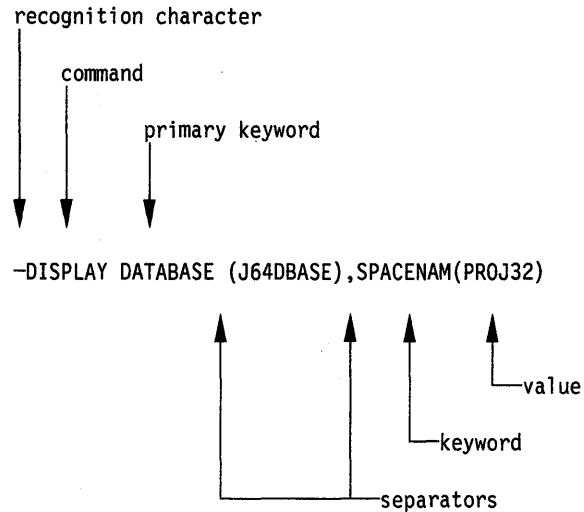 recognition character
command
primary keyword
—DISPLAY DATABASE (J64DBASE),SPACENAM(PROJ32)
value
keyword
separators